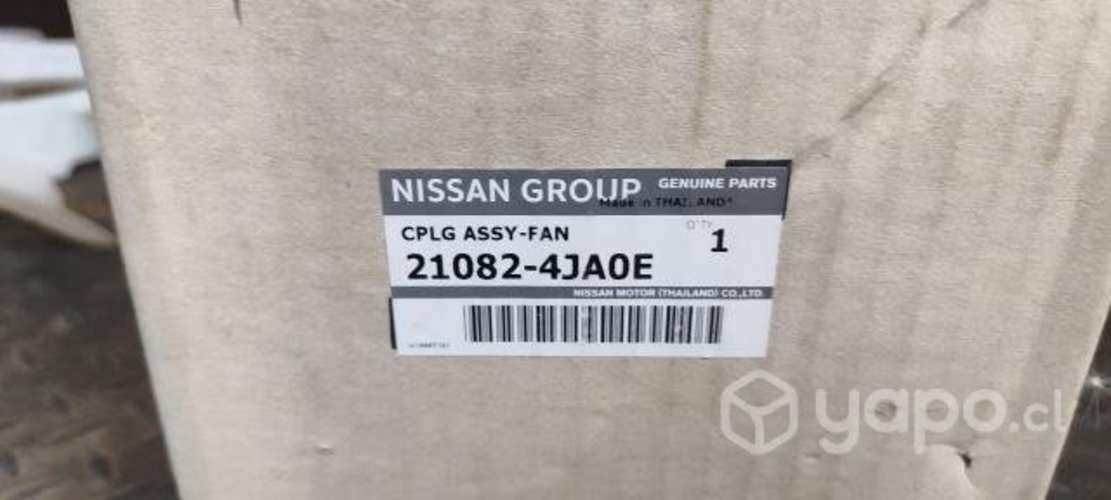 NISSAN GROUP GENUINE PARTS
Made in THAILAND
CPLG ASSY-FAN
Q'TY 1
21082-4JA0E
NISSAN MOTOR (THAILAND) CO.,LTD.
yapo.cl